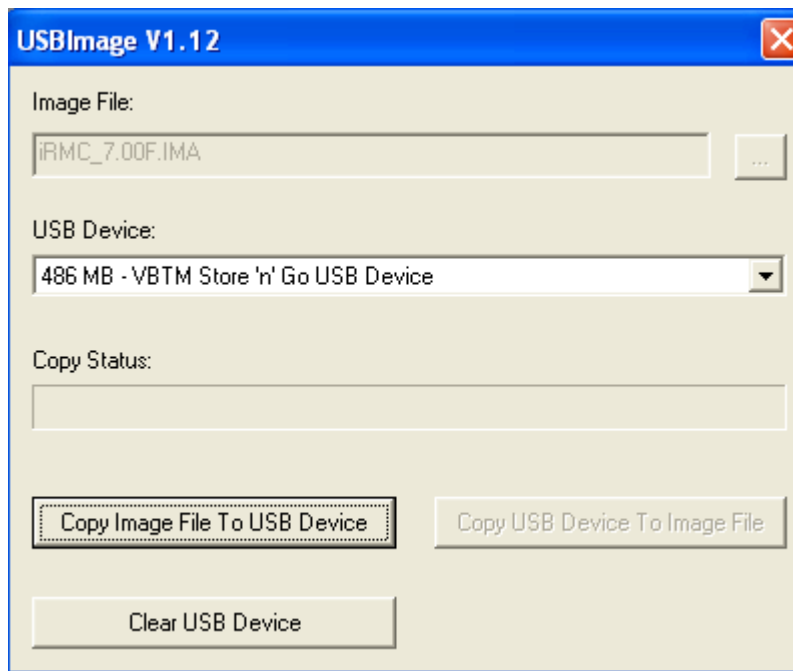 USBImage V1.12
Image File:
iRMC_7.00F.IMA
...
USB Device:
486 MB - VBTM Store 'n' Go USB Device
Copy Status:
Copy Image File To USB Device
Copy USB Device To Image File
Clear USB Device